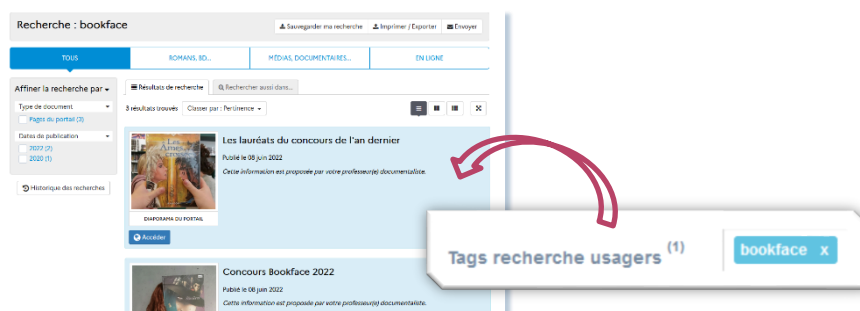 Recherche : bookface
Sauvegarder ma recherche Imprimer / Exporter Envoyer
TOUS ROMANS, BD... MÉDIAS, DOCUMENTAIRES... EN LIGNE
Affiner la recherche par
Type de document
Pages du portail (3)
Dates de publication
2022 (2)
2020 (1)
Historique des recherches
Résultats de recherche Rechercher aussi dans...
3 résultats trouvés Classer par : Pertinence
Les lauréats du concours de l'an dernier
Publié le 08 juin 2022
Cette information est proposée par votre professeur(e) documentaliste.
DIAPORAMA DU PORTAIL
Accéder
Concours Bookface 2022
Publié le 08 juin 2022
Cette information est proposée par votre professeur(e) documentaliste.
Tags recherche usagers (1) bookface x